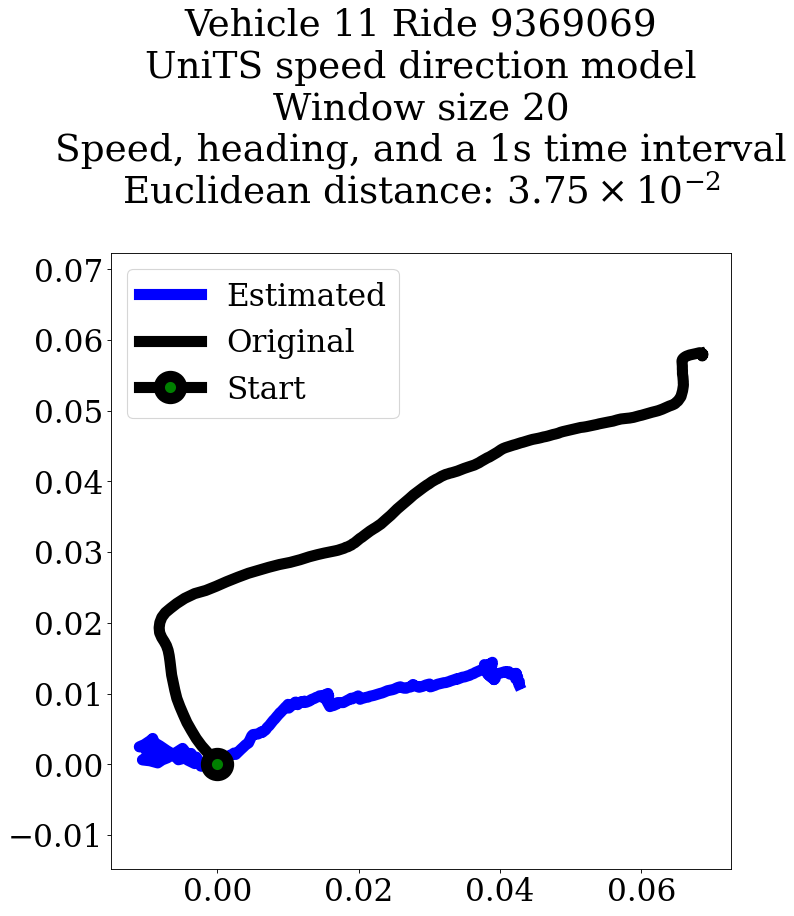 Vehicle 11 Ride 9369069
UniTS speed direction model
Window size 20
Speed, heading, and a 1s time interval
Euclidean distance: 3.75 × 10⁻²
Estimated
Original
Start
0.07
0.06
0.05
0.04
0.03
0.02
0.01
0.00
−0.01
0.00 0.02 0.04 0.06